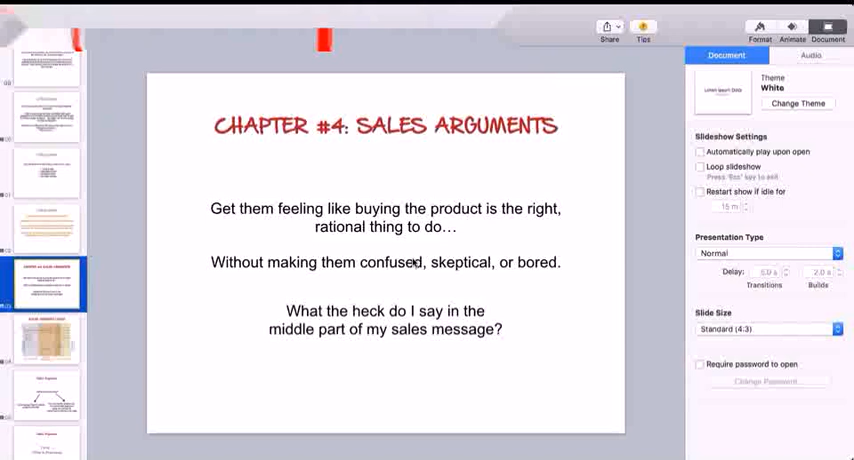 Share
Tips
Format
Animate
Document
Document
Audio
Theme
White
Change Theme
Slideshow Settings
Automatically play upon open
Loop slideshow
Press 'Esc' key to exit
Restart show if idle for
15 m
Presentation Type
Normal
Delay: 5.0 s 2.0 s
Transitions Builds
Slide Size
Standard (4:3)
Require password to open
Change Password...
CHAPTER #4: SALES ARGUMENTS
Get them feeling like buying the product is the right,
rational thing to do...
Without making them confused, skeptical, or bored.
What the heck do I say in the
middle part of my sales message?